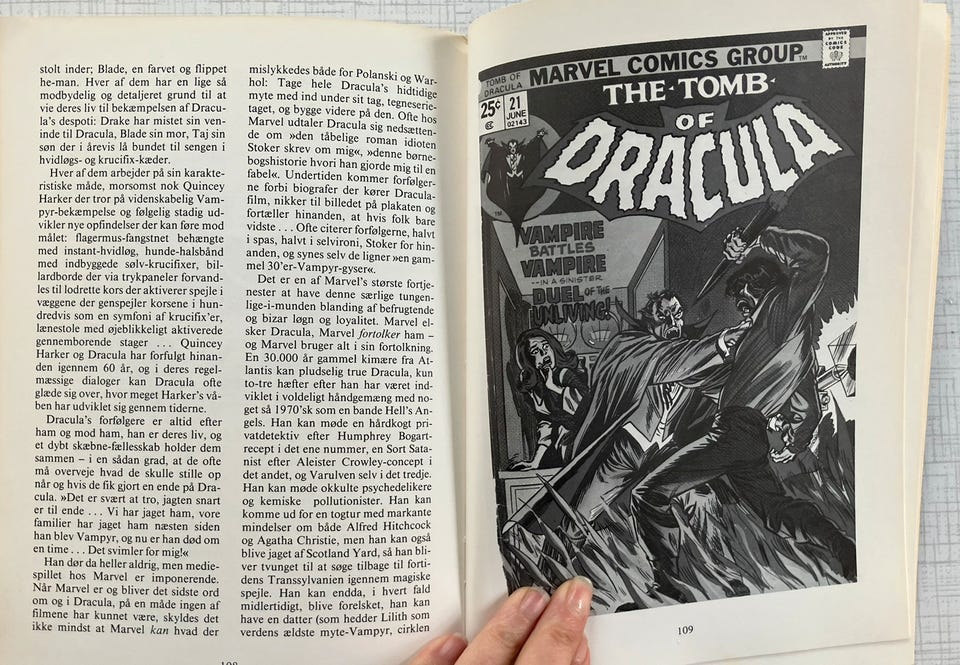 stolt inder; Blade, en farvet og flippet
he-man. Hver af dem har en lige så
modbydelig og detaljeret grund til at
vie deres liv til bekæmpelsen af Dracu-
la's despoti: Drake har mistet sin ven-
inde til Dracula, Blade sin mor, Taj sin
søn der i årevis lå bundet til sengen i
hvidløgs- og krucifix-kæder.
Hver af dem arbejder på sin karakte-
ristiske måde, morsomst nok Quincey
Harker der tror på videnskabelig Vam-
pyr-bekæmpelse og følgelig stadig ud-
vikler nye opfindelser der kan føre mod
målet: flagermus-fangstnet behængte
med instant-hvidløg, hunde-halsbånd
med indbyggede sølv-krucifixer, bil-
lardborde der via trykpaneler forvand-
les til lodrette kors der aktiverer spejle i
væggene der genspejler korsene i hun-
dredvis som en symfoni af krucifix'er,
lænestole med øjeblikkeligt aktiverede
gennemborende stager ... Quincey
Harker og Dracula har forfulgt hinan-
den igennem 60 år, og i deres regel-
mæssige dialoger kan Dracula ofte
glæde sig over, hvor meget Harker's vå-
ben har udviklet sig gennem tiderne.
Dracula's forfølgere er altid efter
ham og mod ham, han er deres liv, og
et dybt skæbne-fællesskab holder dem
sammen – i en sådan grad, at de ofte
må overveje hvad de skulle stille op
når og hvis de fik gjort en ende på Dra-
cula. »Det er svært at tro, jagten snart
er til ende ... Vi har jaget ham, vore
familier har jaget ham næsten siden
han blev Vampyr, og nu er han død om
en time ... Det svimler for mig!«
Han dør da heller aldrig, men medie-
spillet hos Marvel er imponerende.
Når Marvel er og bliver det sidste ord
om og i Dracula, på en måde ingen af
filmene har kunnet være, skyldes det
ikke mindst at Marvel kan hvad der
108
mislykkedes både for Polanski og War-
hol: Tage hele Dracula's hidtidige
myte med ind under sit tag, tegneserie-
taget, og bygge videre på den. Ofte hos
Marvel udtaler Dracula sig nedsætten-
de om »den tåbelige roman idioten
Stoker skrev om mig«, »denne børne-
bogshistorie hvori han gjorde mig til en
fabel«. Undertiden kommer forfølger-
ne forbi biografer der kører Dracula-
film, nikker til billedet på plakaten og
fortæller hinanden, at hvis folk bare
vidste ... Ofte citerer forfølgerne, halvt
i spas, halvt i selvironi, Stoker for hin-
anden, og synes selv de ligner »en gam-
mel 30'er-Vampyr-gyser«.
Det er en af Marvel's største fortje-
nester at have denne særlige tungen-
lige-i-munden blanding af befrugtende
og bizar løgn og loyalitet. Marvel el-
sker Dracula, Marvel fortolker ham –
og Marvel bruger alt i sin fortolkning.
En 30.000 år gammel kimære fra At-
lantis kan pludselig true Dracula, kun
to-tre hæfter efter han har været ind-
viklet i voldeligt håndgemæng med no-
get så 1970'sk som en bande Hell's An-
gels. Han kan møde en hårdkogt pri-
vatdetektiv efter Humphrey Bogart-
recept i det ene nummer, en Sort Sata-
nist efter Aleister Crowley-concept i
det andet, og Varulven selv i det tredje.
Han kan møde okkulte psychedelikere
og kemiske pollutionister. Han kan
komme ud for en togtur med markante
mindelser om både Alfred Hitchcock
og Agatha Christie, men han kan også
blive jaget af Scotland Yard, så han bli-
ver tvunget til at søge tilbage til forti-
dens Transsylvanien igennem magiske
spejle. Han kan endda, i hvert fald
midlertidigt, blive forelsket, han kan
have en datter (som hedder Lilith som
verdens ældste myte-Vampyr, cirklen
TOMB OF
DRACULA
MARVEL COMICS GROUP™
APPROVED
BY THE
COMICS
CODE
AUTHORITY
25¢
21
JUNE
02143
THE·TOMB·
OF
DRACULA
TM
VAMPIRE
BATTLES
VAMPIRE
--IN A SINISTER
DUEL OF THE
UNLIVING!
109